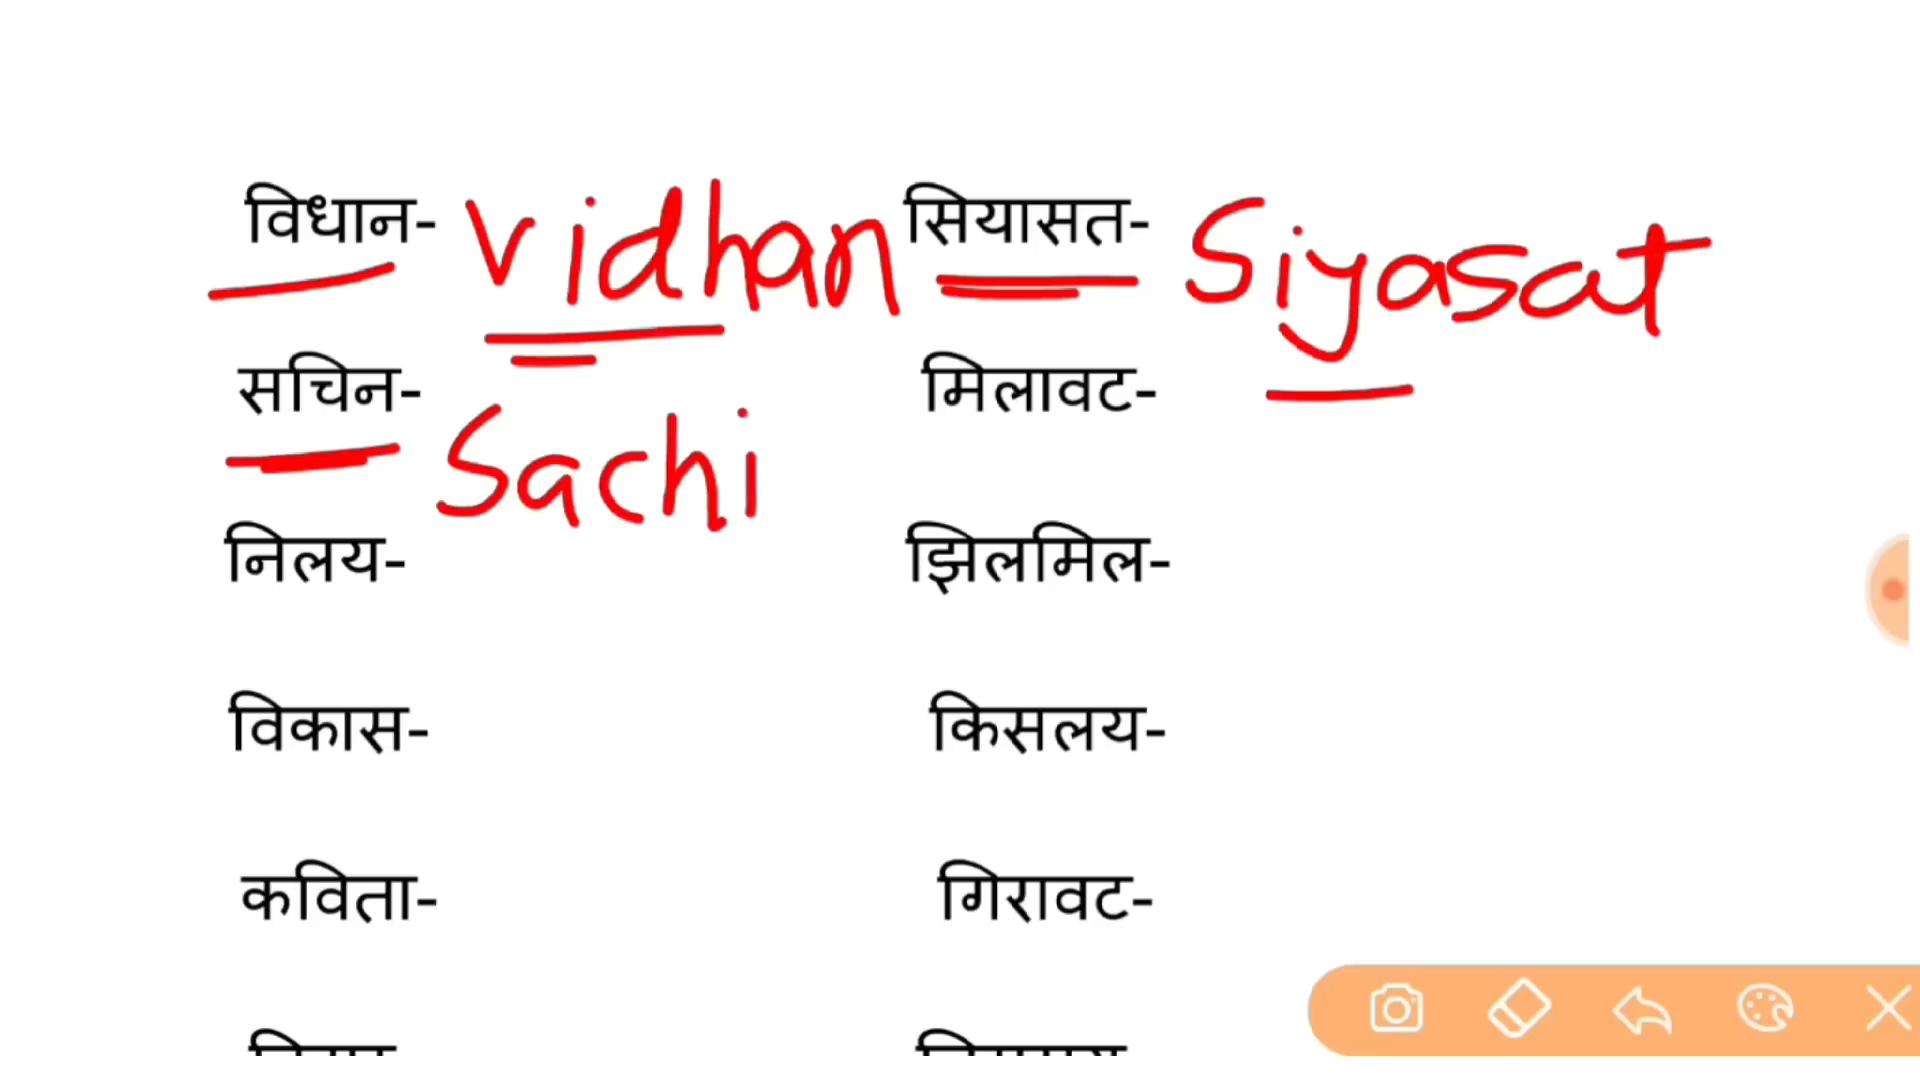 विधान- Vidhan सियासत- Siyasat
सचिन- Sachi मिलावट-
निलय- झिलमिल-
विकास- किसलय-
कविता- गिरावट-